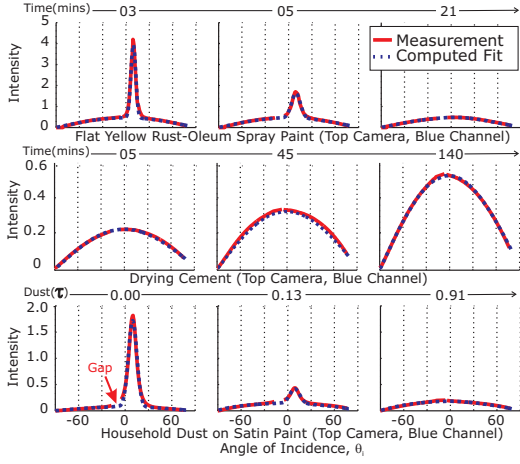 Time(mins) 03 05 21
5
4
3
2
1
0
Intensity
Measurement
Computed Fit
Flat Yellow Rust-Oleum Spray Paint (Top Camera, Blue Channel)
Time(mins) 05 45 140
0.6
0.4
0.2
0
Intensity
Drying Cement (Top Camera, Blue Channel)
Dust(τ) 0.00 0.13 0.91
2.0
1.5
1.0
0.5
0.0
Intensity
Gap
-60 0 60 -60 0 60 -60 0 60
Household Dust on Satin Paint (Top Camera, Blue Channel)
Angle of Incidence, θi